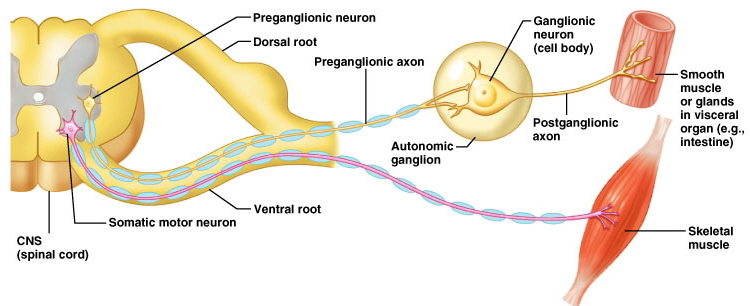 Preganglionic neuron
Dorsal root
Preganglionic axon
Ganglionic
neuron
(cell body)
Smooth
muscle
or glands
in visceral
organ (e.g.,
intestine)
Postganglionic
axon
Autonomic
ganglion
Ventral root
Somatic motor neuron
CNS
(spinal cord)
Skeletal
muscle